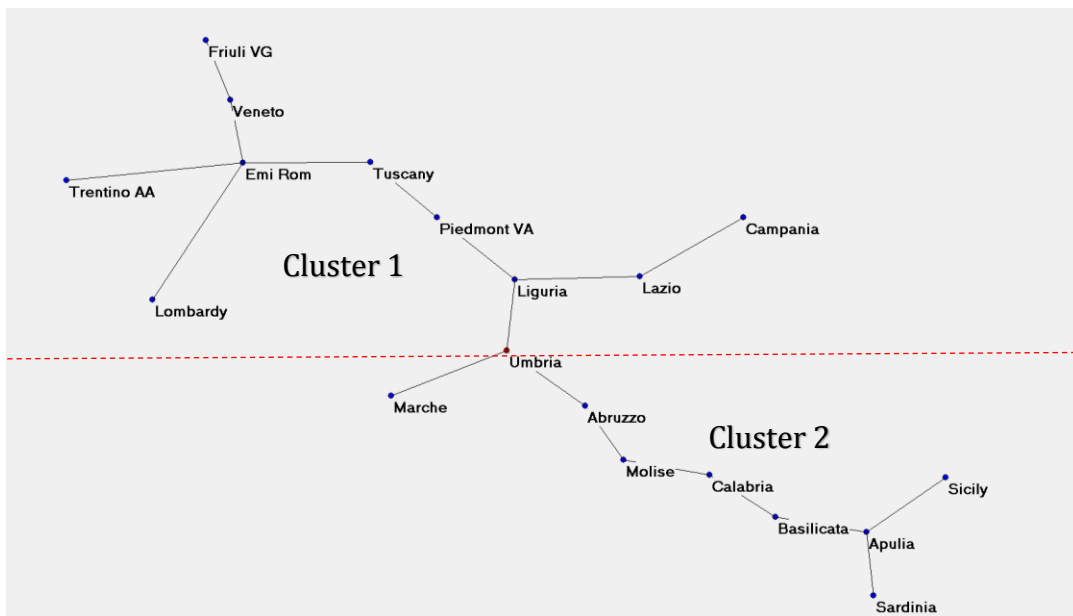 Friuli VG
Veneto
Emi Rom
Tuscany
Trentino AA
Piedmont VA
Campania
Cluster 1
Liguria
Lazio
Lombardy
Umbria
Marche
Abruzzo
Cluster 2
Molise
Calabria
Sicily
Basilicata
Apulia
Sardinia